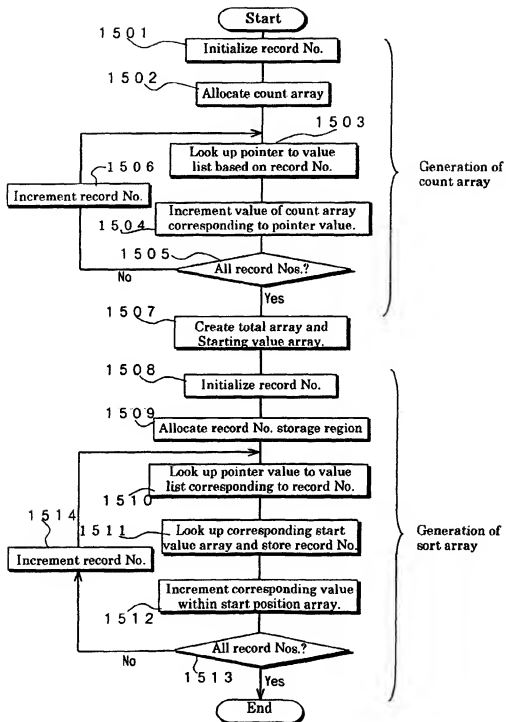 Start
1501
Initialize record No.
1502
Allocate count array
1503
Look up pointer to value
list based on record No.
1506
Increment record No.
Increment value of count array
corresponding to pointer value.
1504
1505
All record Nos.?
No
Yes
Generation of
count array
1507
Create total array and
Starting value array.
1508
Initialize record No.
1509
Allocate record No. storage region
Look up pointer value to value
list corresponding to record No.
1510
1514
1511
Look up corresponding start
value array and store record No.
Increment record No.
Increment corresponding value
within start position array.
1512
All record Nos.?
No
1513
Yes
End
Generation of
sort array